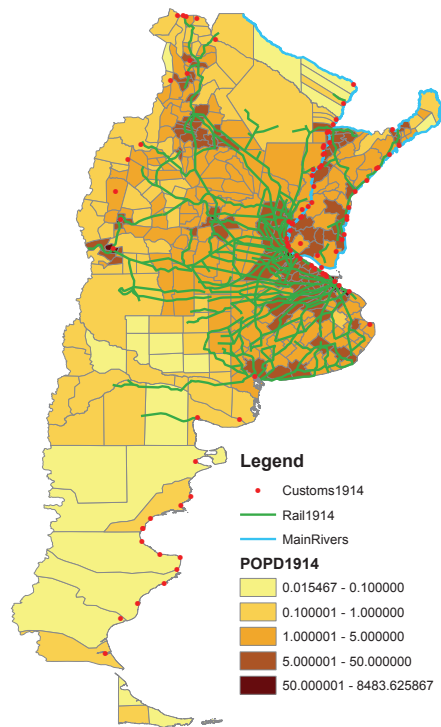 Legend
Customs1914
Rail1914
MainRivers
POPD1914
0.015467 - 0.100000
0.100001 - 1.000000
1.000001 - 5.000000
5.000001 - 50.000000
50.000001 - 8483.625867